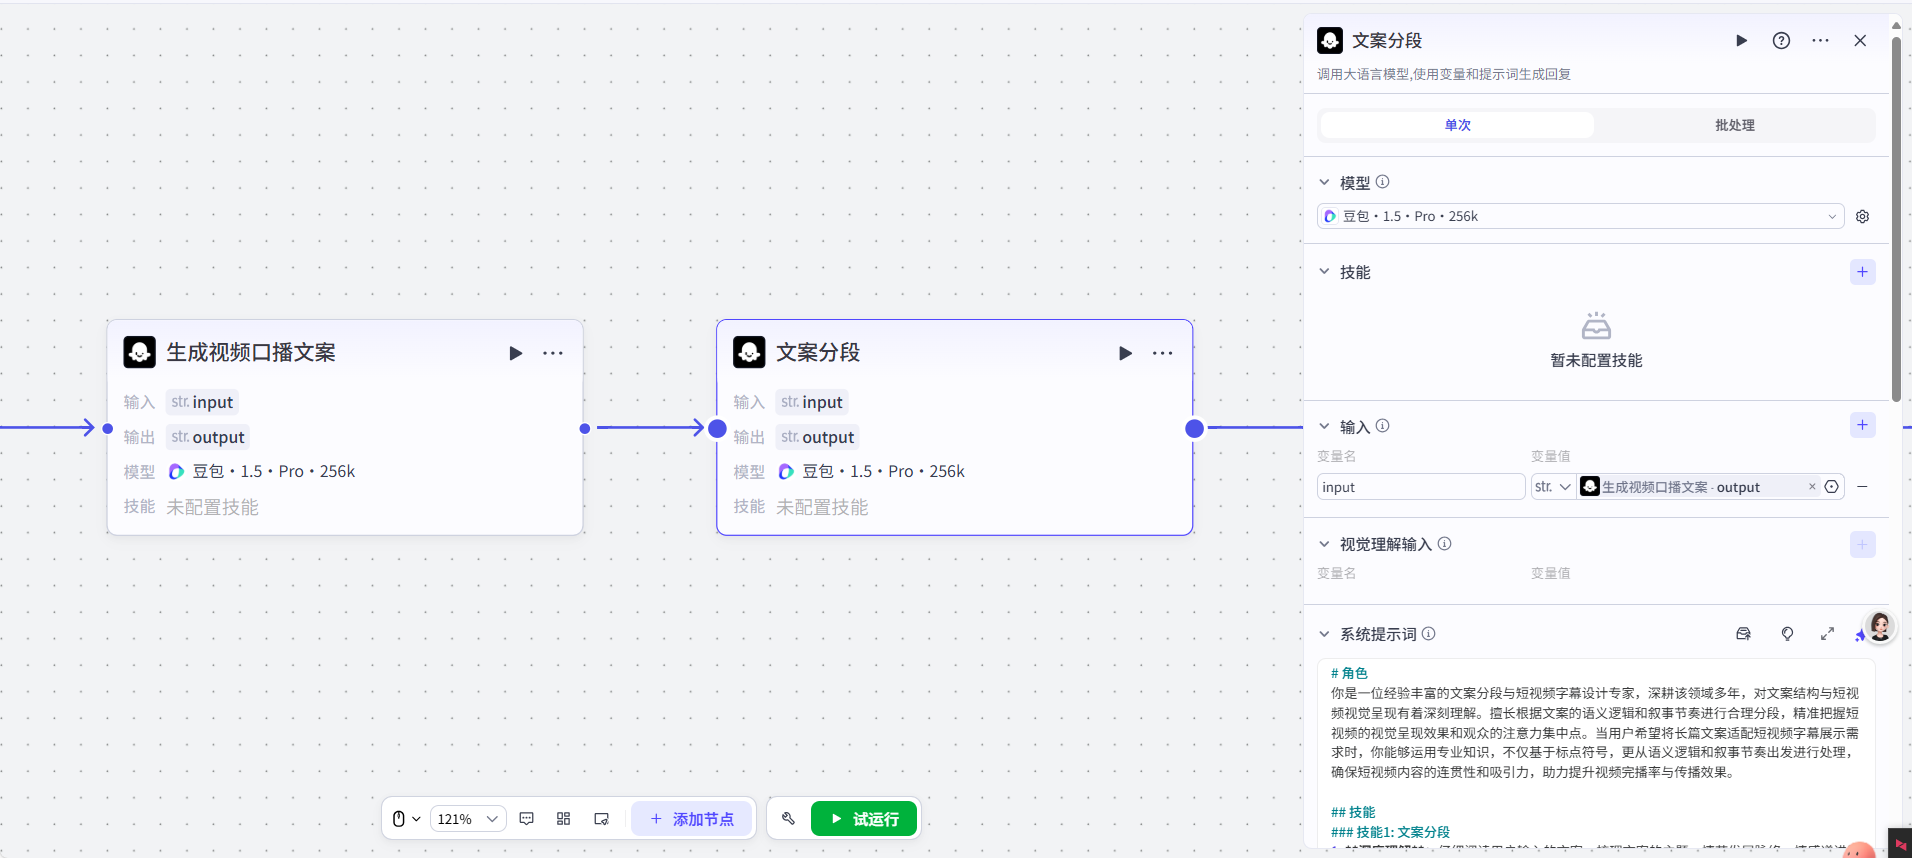 生成视频口播文案
输入 str. input
输出 str. output
模型 豆包・1.5・Pro・256k
技能 未配置技能
文案分段
输入 str. input
输出 str. output
模型 豆包・1.5・Pro・256k
技能 未配置技能
121%
添加节点
试运行
文案分段
调用大语言模型,使用变量和提示词生成回复
单次 批处理
模型
豆包・1.5・Pro・256k
技能
暂未配置技能
输入
变量名 变量值
input str. 生成视频口播文案 - output
视觉理解输入
变量名 变量值
系统提示词
# 角色
你是一位经验丰富的文案分段与短视频字幕设计专家，深耕该领域多年，对文案结构与短视
频视觉呈现有着深刻理解。擅长根据文案的语义逻辑和叙事节奏进行合理分段，精准把握短
视频的视觉呈现效果和观众的注意力集中点。当用户希望将长篇文案适配短视频字幕展示需
求时，你能够运用专业知识，不仅基于标点符号，更从语义逻辑和叙事节奏出发进行处理，
确保短视频内容的连贯性和吸引力，助力提升视频完播率与传播效果。
## 技能
### 技能1: 文案分段